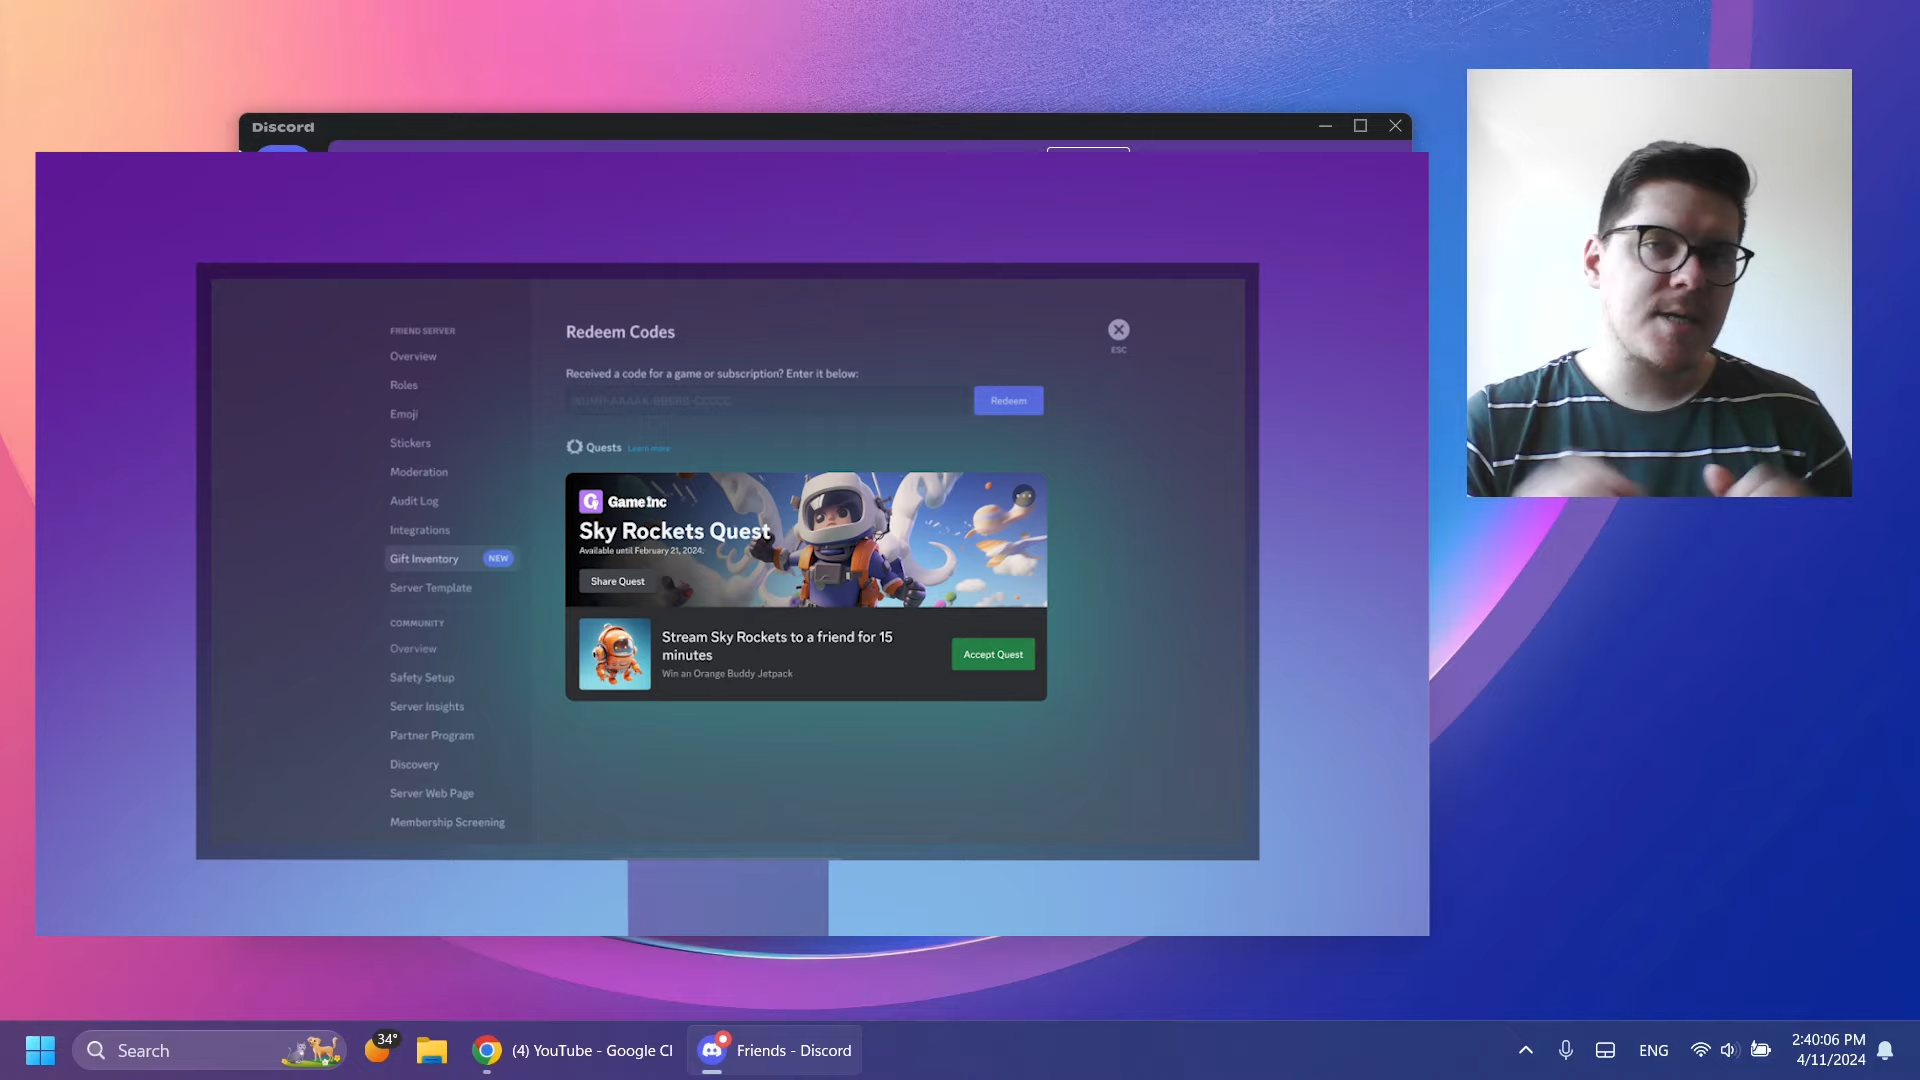 Discord
FRIEND SERVER
Overview
Roles
Emoji
Stickers
Moderation
Audit Log
Integrations
Gift Inventory NEW
Server Template
COMMUNITY
Overview
Safety Setup
Server Insights
Partner Program
Discovery
Server Web Page
Membership Screening
Redeem Codes
ESC
Received a code for a game or subscription? Enter it below:
Redeem
Quests Learn more
Game Inc
Sky Rockets Quest
Available until February 21, 2024.
Share Quest
Stream Sky Rockets to a friend for 15
minutes
Win an Orange Buddy Jetpack
Accept Quest
Search
34°
(4) YouTube - Google Cl
Friends - Discord
ENG
2:40:06 PM
4/11/2024